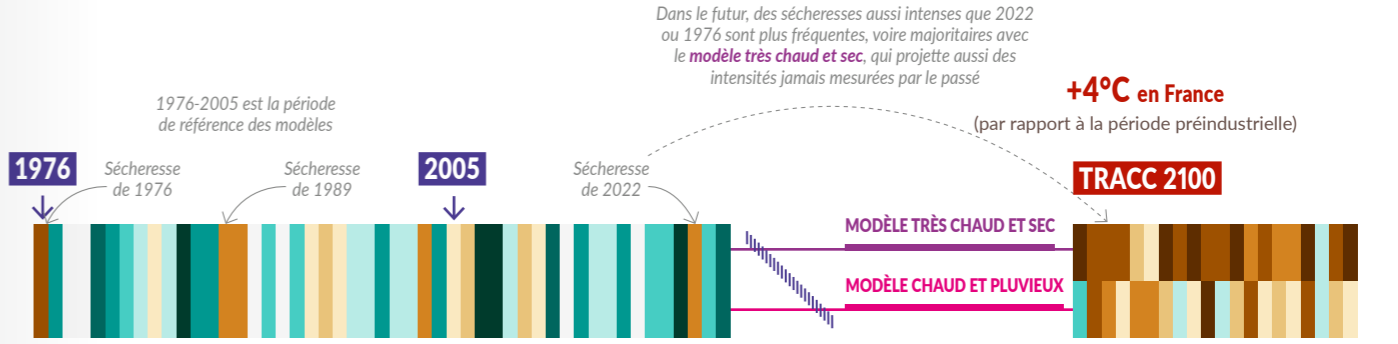 Dans le futur, des sécheresses aussi intenses que 2022
ou 1976 sont plus fréquentes, voire majoritaires avec
le modèle très chaud et sec, qui projette aussi des
intensités jamais mesurées par le passé
+4°C en France
(par rapport à la période préindustrielle)
1976-2005 est la période
de référence des modèles
1976
Sécheresse
de 1976
Sécheresse
de 1989
2005
Sécheresse
de 2022
TRACC 2100
MODÈLE TRÈS CHAUD ET SEC
MODÈLE CHAUD ET PLUVIEUX